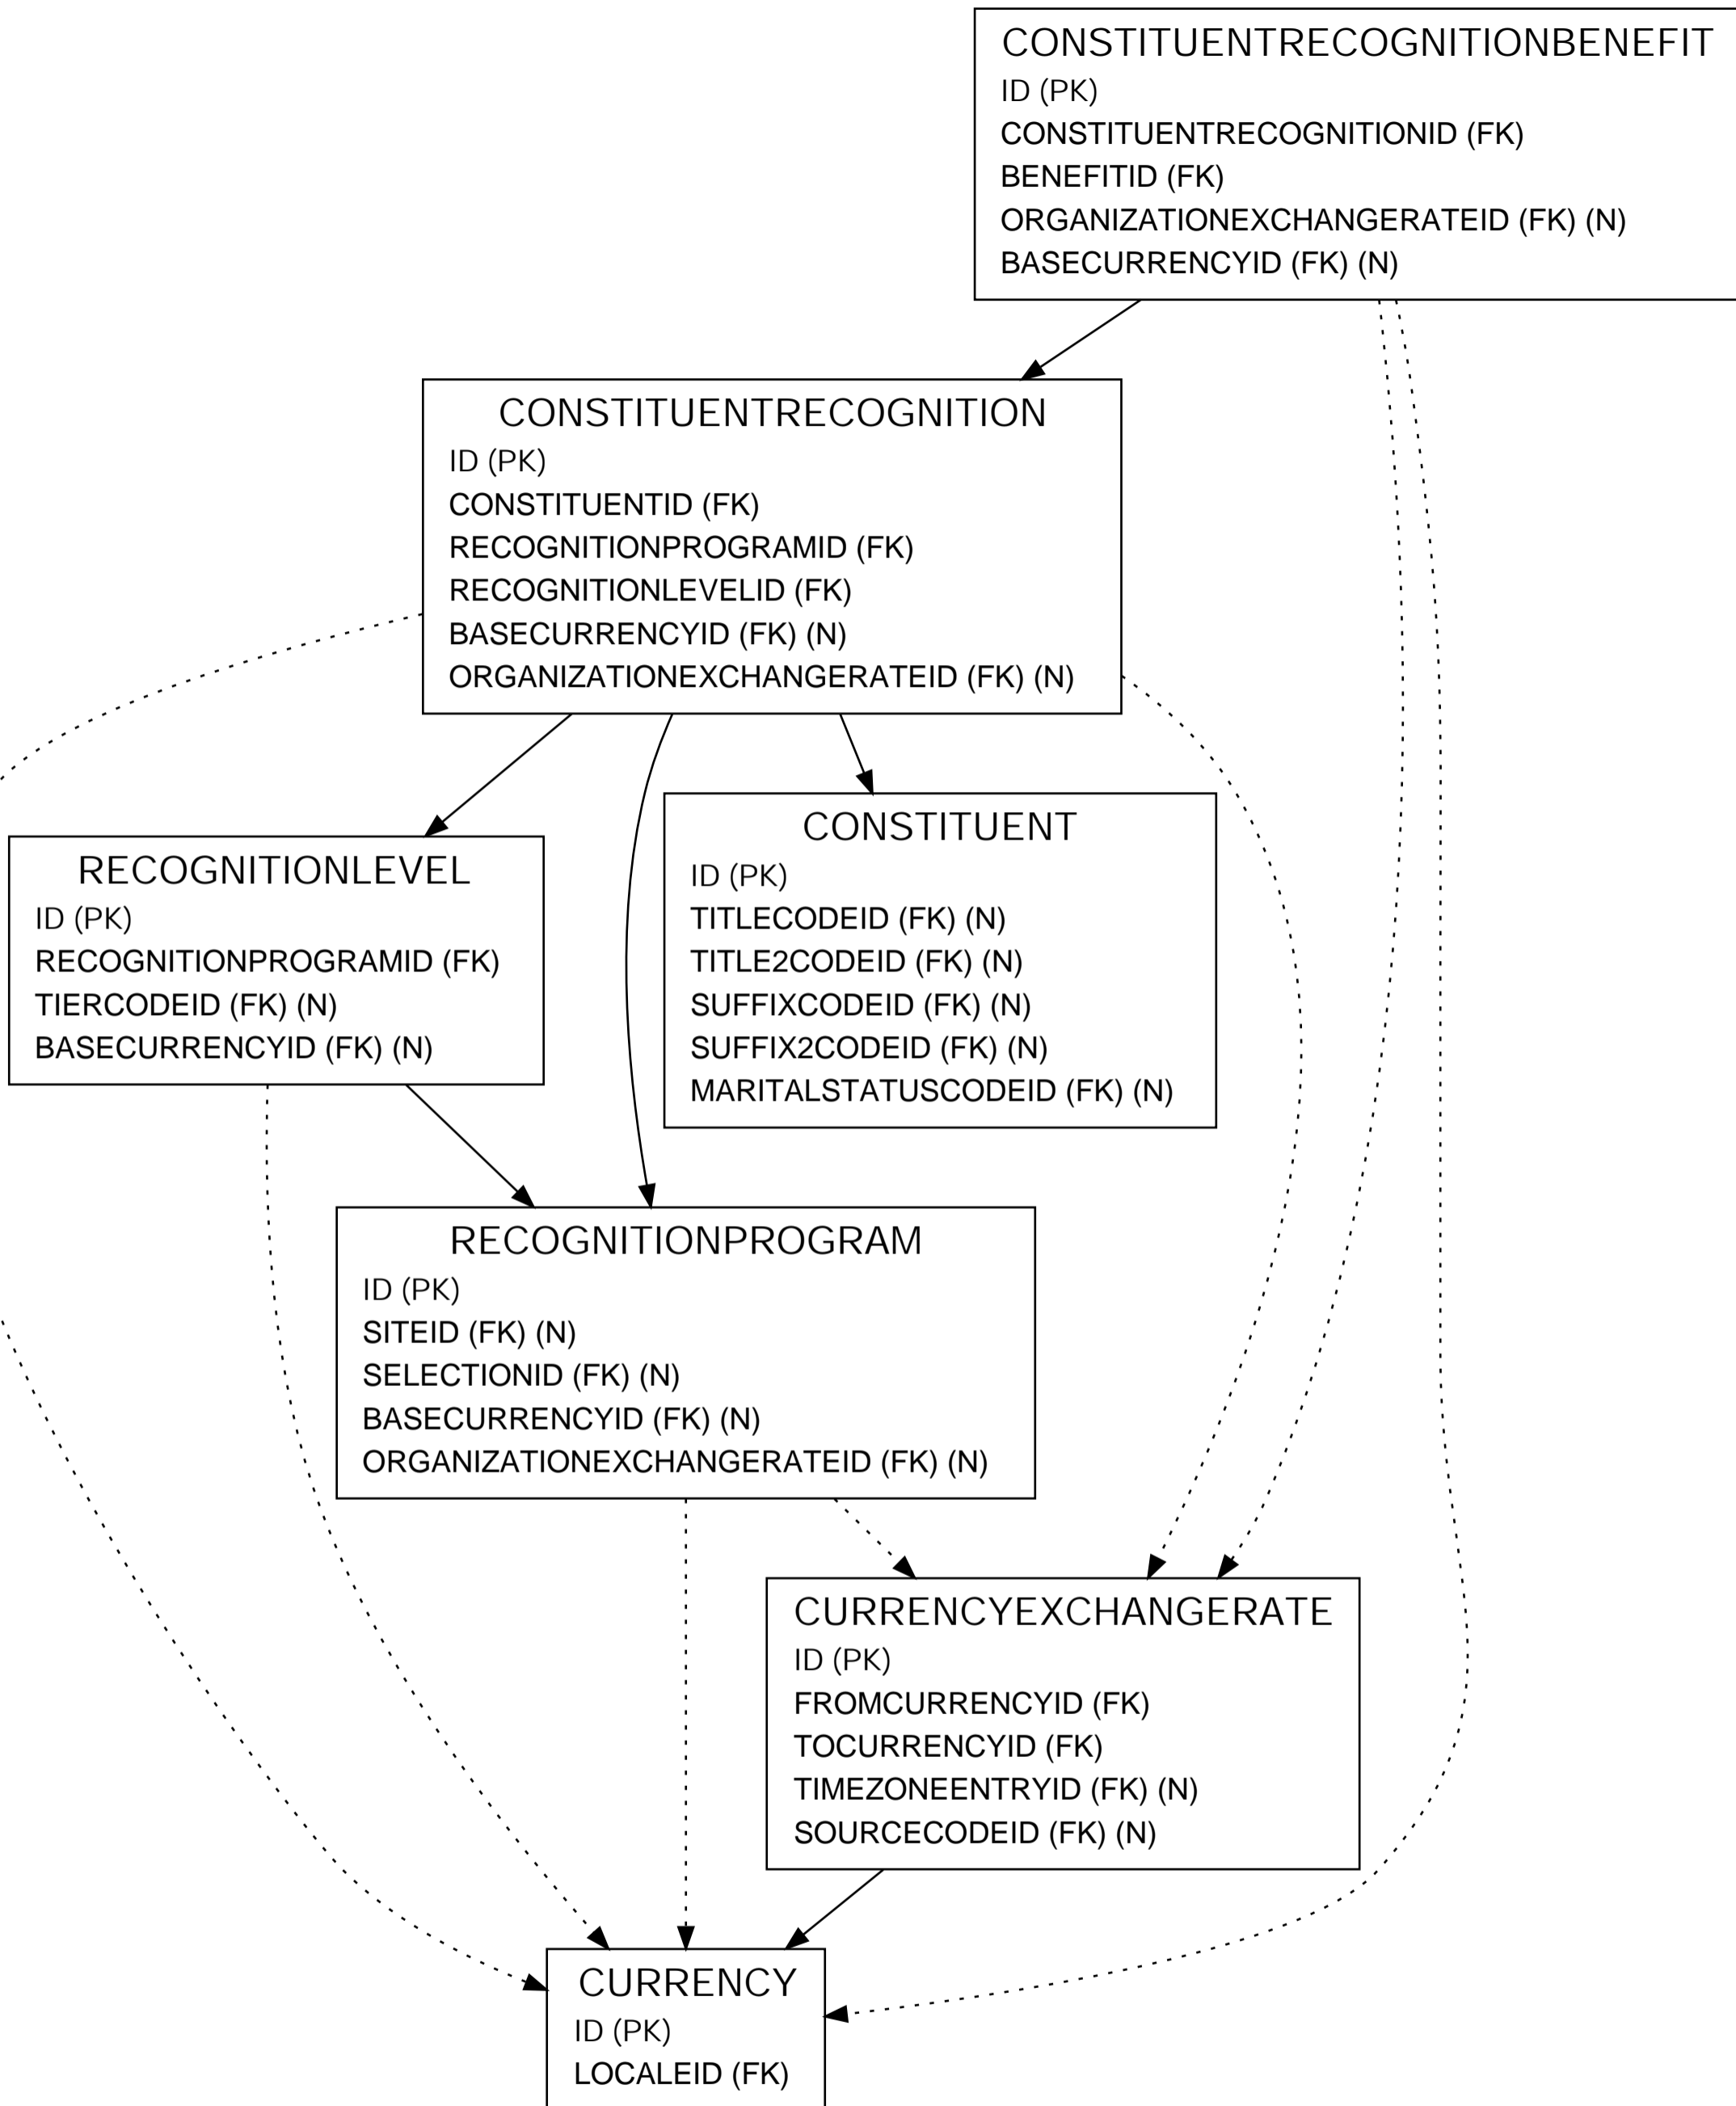 CONSTITUENTRECOGNITIONBENEFIT
ID (PK)
CONSTITUENTRECOGNITIONID (FK)
BENEFITID (FK)
ORGANIZATIONEXCHANGERATEID (FK) (N)
BASECURRENCYID (FK) (N)
CONSTITUENTRECOGNITION
ID (PK)
CONSTITUENTID (FK)
RECOGNITIONPROGRAMID (FK)
RECOGNITIONLEVELID (FK)
BASECURRENCYID (FK) (N)
ORGANIZATIONEXCHANGERATEID (FK) (N)
CONSTITUENT
ID (PK)
TITLECODEID (FK) (N)
TITLE2CODEID (FK) (N)
SUFFIXCODEID (FK) (N)
SUFFIX2CODEID (FK) (N)
MARITALSTATUSCODEID (FK) (N)
RECOGNITIONLEVEL
ID (PK)
RECOGNITIONPROGRAMID (FK)
TIERCODEID (FK) (N)
BASECURRENCYID (FK) (N)
RECOGNITIONPROGRAM
ID (PK)
SITEID (FK) (N)
SELECTIONID (FK) (N)
BASECURRENCYID (FK) (N)
ORGANIZATIONEXCHANGERATEID (FK) (N)
CURRENCYEXCHANGERATE
ID (PK)
FROMCURRENCYID (FK)
TOCURRENCYID (FK)
TIMEZONEENTRYID (FK) (N)
SOURCECODEID (FK) (N)
CURRENCY
ID (PK)
LOCALEID (FK)